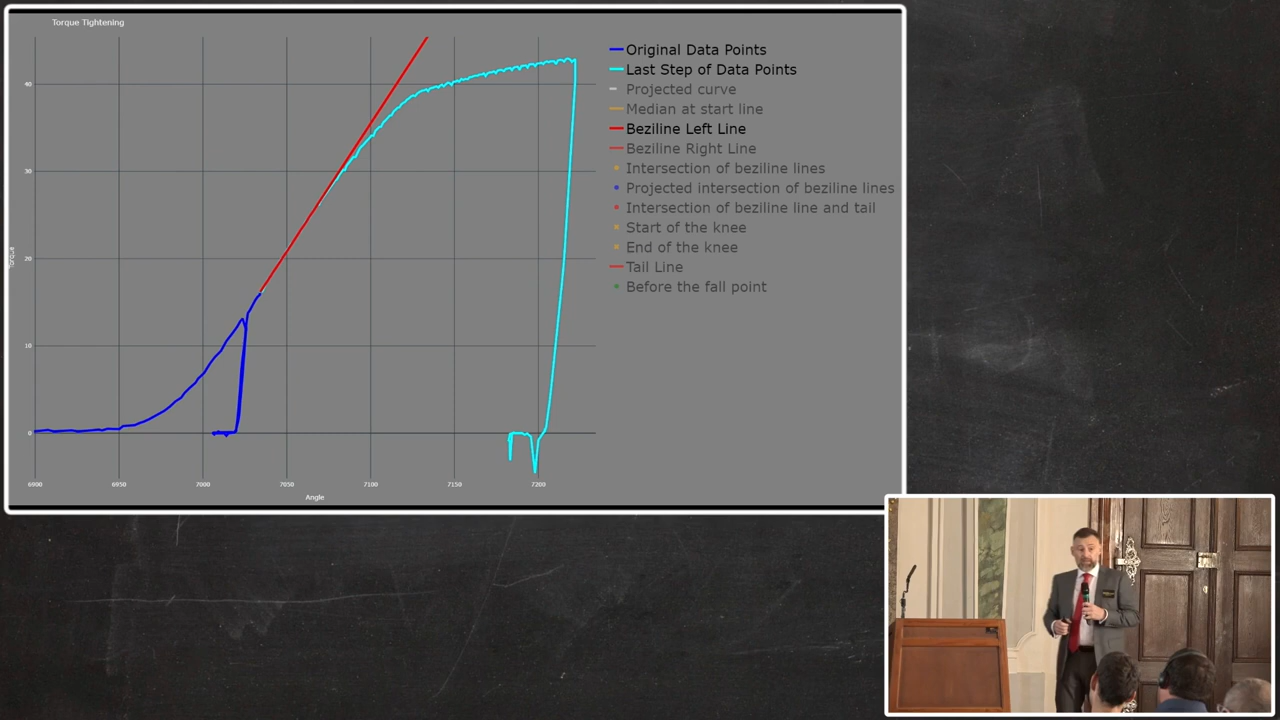 Torque Tightening
Original Data Points
Last Step of Data Points
Projected curve
Median at start line
Beziline Left Line
Beziline Right Line
Intersection of beziline lines
Projected intersection of beziline lines
Intersection of beziline line and tail
Start of the knee
End of the knee
Tail Line
Before the fall point
40
30
20
10
0
Torque
6900 6950 7000 7050 7100 7150 7200
Angle